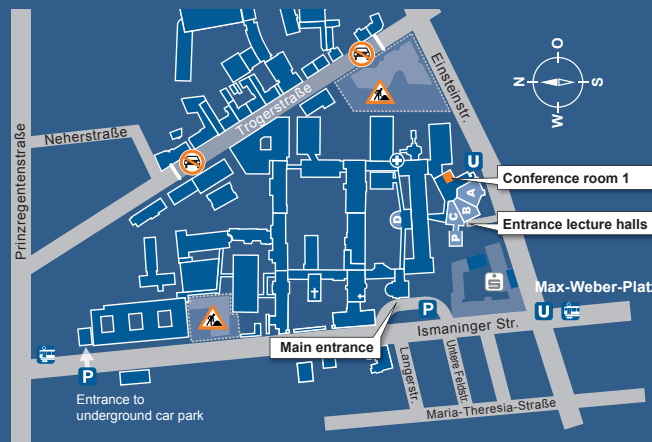 Prinzregentenstraße
Neherstraße
Trogerstraße
Einsteinstr.
O
N
S
W
U
Conference room 1
A
B
C
P
D
Entrance lecture halls
S
Max-Weber-Platz
U
P
Ismaninger Str.
Main entrance
Langerstr.
Untere Feldstr.
Maria-Theresia-Straße
P
Entrance to
underground car park